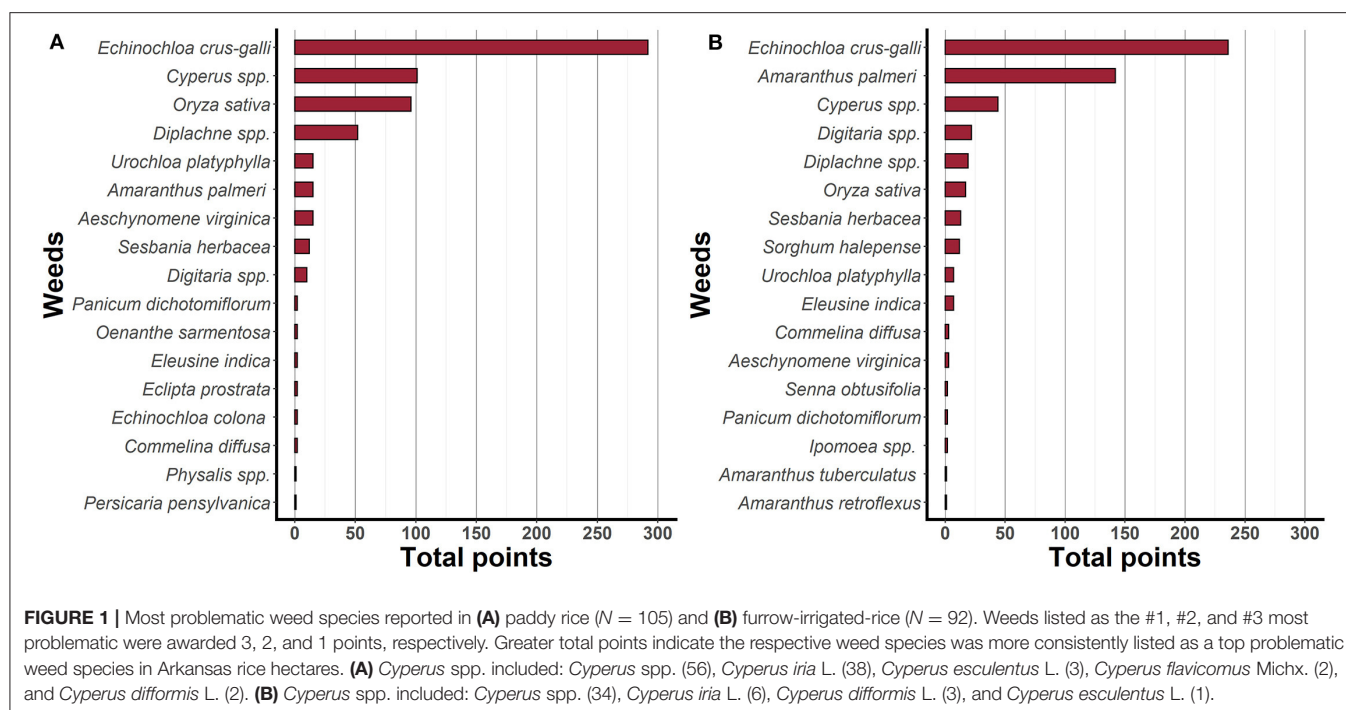 A
Weeds
Echinochloa crus-galli
Cyperus spp.
Oryza sativa
Diplachne spp.
Urochloa platyphylla
Amaranthus palmeri
Aeschynomene virginica
Sesbania herbacea
Digitaria spp.
Panicum dichotomiflorum
Oenanthe sarmentosa
Eleusine indica
Eclipta prostrata
Echinochloa colona
Commelina diffusa
Physalis spp.
Persicaria pensylvanica
0 50 100 150 200 250 300
Total points
B
Weeds
Echinochloa crus-galli
Amaranthus palmeri
Cyperus spp.
Digitaria spp.
Diplachne spp.
Oryza sativa
Sesbania herbacea
Sorghum halepense
Urochloa platyphylla
Eleusine indica
Commelina diffusa
Aeschynomene virginica
Senna obtusifolia
Panicum dichotomiflorum
Ipomoea spp.
Amaranthus tuberculatus
Amaranthus retroflexus
0 50 100 150 200 250 300
Total points
FIGURE 1 | Most problematic weed species reported in (A) paddy rice (N = 105) and (B) furrow-irrigated-rice (N = 92). Weeds listed as the #1, #2, and #3 most
problematic were awarded 3, 2, and 1 points, respectively. Greater total points indicate the respective weed species was more consistently listed as a top problematic
weed species in Arkansas rice hectares. (A) Cyperus spp. included: Cyperus spp. (56), Cyperus iria L. (38), Cyperus esculentus L. (3), Cyperus flavicomus Michx. (2),
and Cyperus difformis L. (2). (B) Cyperus spp. included: Cyperus spp. (34), Cyperus iria L. (6), Cyperus difformis L. (3), and Cyperus esculentus L. (1).